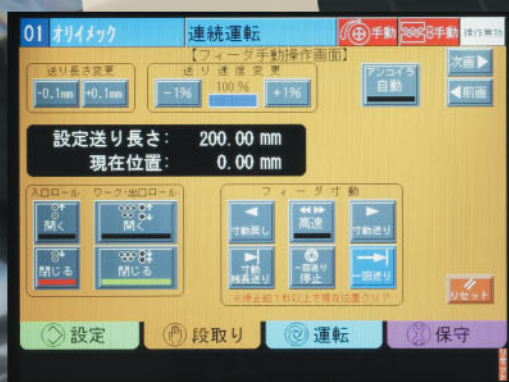 01 オリイメック 連続運転 手動 8手動 操作無効
【フィーダ手動操作画面】
送り長さ変更 送り速度変更
-0.1mm +0.1mm -1% 100% +1%
アンコイラ
自動
次画▶
◀前画
設定送り長さ: 200.00 mm
現在位置: 0.00 mm
入口ロール ワーク・出口ロール フィーダ寸動
開く 開く 寸動戻し 高速 寸動送り
閉じる 閉じる
寸動
残長送り
一回送り
停止
一回送り
※停止釦1秒以上で現在位置クリア
リセット
設定 段取り 運転 保守
リセット